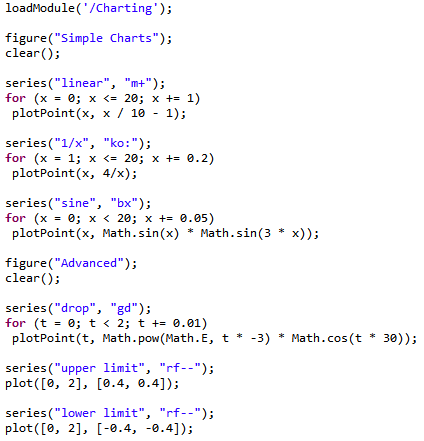 loadModule('/Charting');
figure("Simple Charts");
clear();
series("linear", "m+");
for (x = 0; x <= 20; x += 1)
 plotPoint(x, x / 10 - 1);
series("1/x", "ko:");
for (x = 1; x <= 20; x += 0.2)
 plotPoint(x, 4/x);
series("sine", "bx");
for (x = 0; x < 20; x += 0.05)
 plotPoint(x, Math.sin(x) * Math.sin(3 * x));
figure("Advanced");
clear();
series("drop", "gd");
for (t = 0; t < 2; t += 0.01)
 plotPoint(t, Math.pow(Math.E, t * -3) * Math.cos(t * 30));
series("upper limit", "rf--");
plot([0, 2], [0.4, 0.4]);
series("lower limit", "rf--");
plot([0, 2], [-0.4, -0.4]);